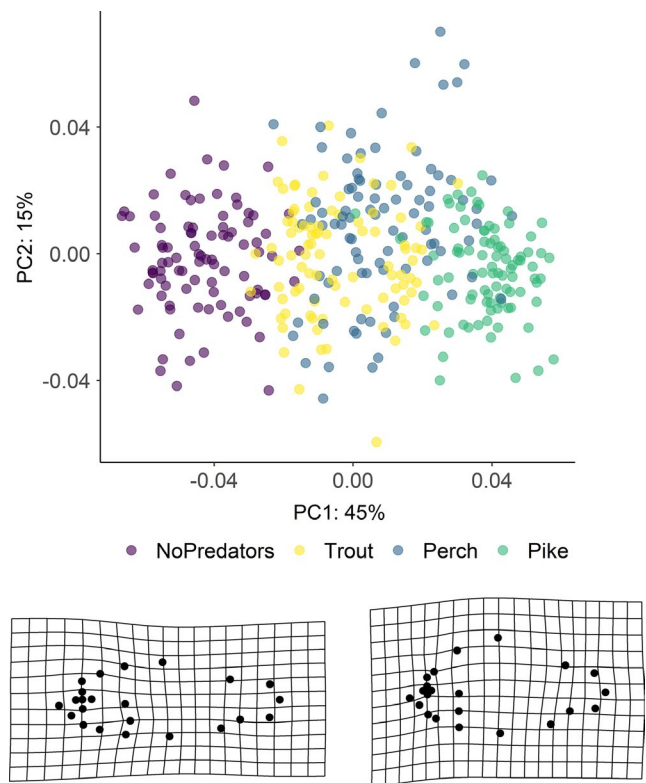 0.04
0.00
-0.04
PC2: 15%
-0.04 0.00 0.04
PC1: 45%
NoPredators Trout Perch Pike